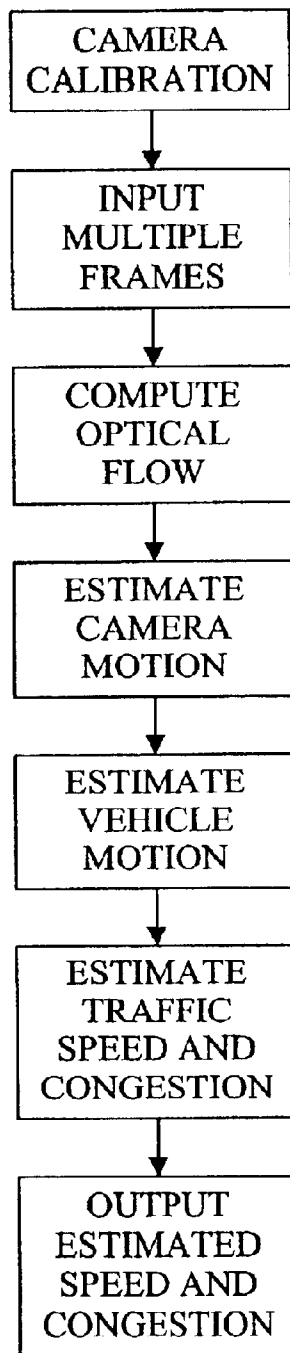 CAMERA
CALIBRATION
INPUT
MULTIPLE
FRAMES
COMPUTE
OPTICAL
FLOW
ESTIMATE
CAMERA
MOTION
ESTIMATE
VEHICLE
MOTION
ESTIMATE
TRAFFIC
SPEED AND
CONGESTION
OUTPUT
ESTIMATED
SPEED AND
CONGESTION